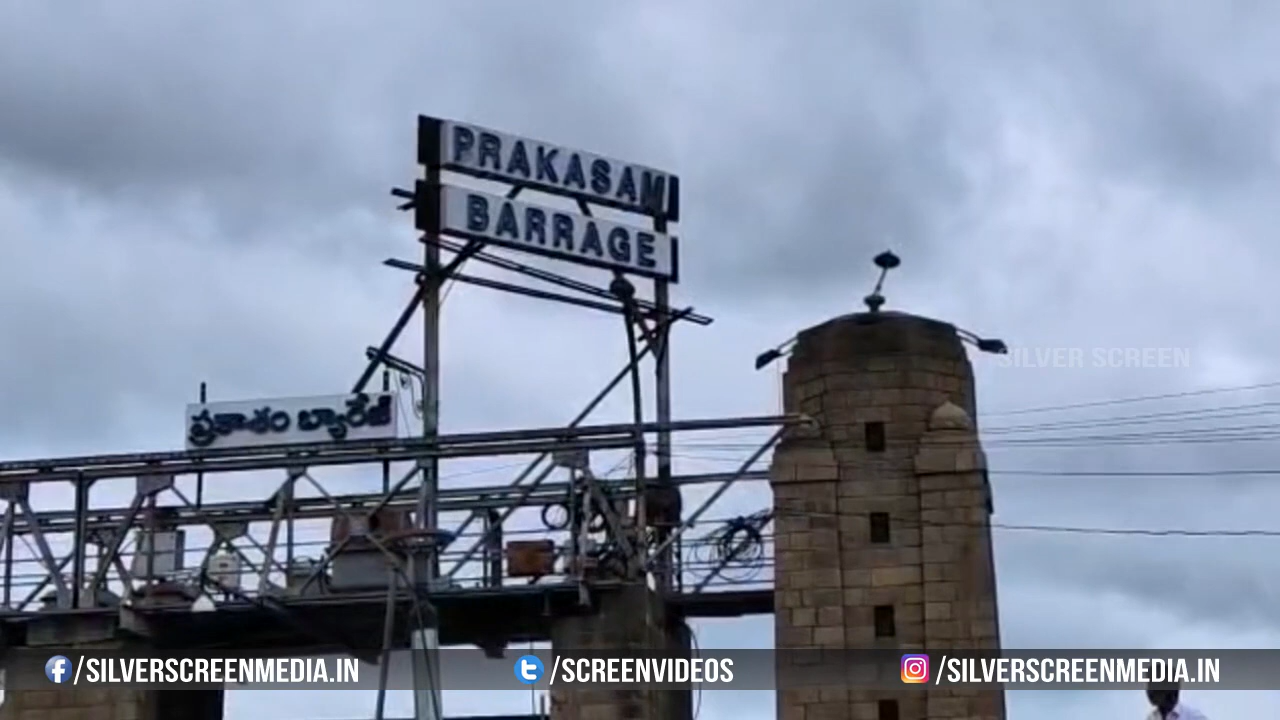 PRAKASAM
BARRAGE
SILVER SCREEN
ప్రకాశం బ్యారేజీ
/SILVERSCREENMEDIA.IN
/SCREENVIDEOS
/SILVERSCREENMEDIA.IN